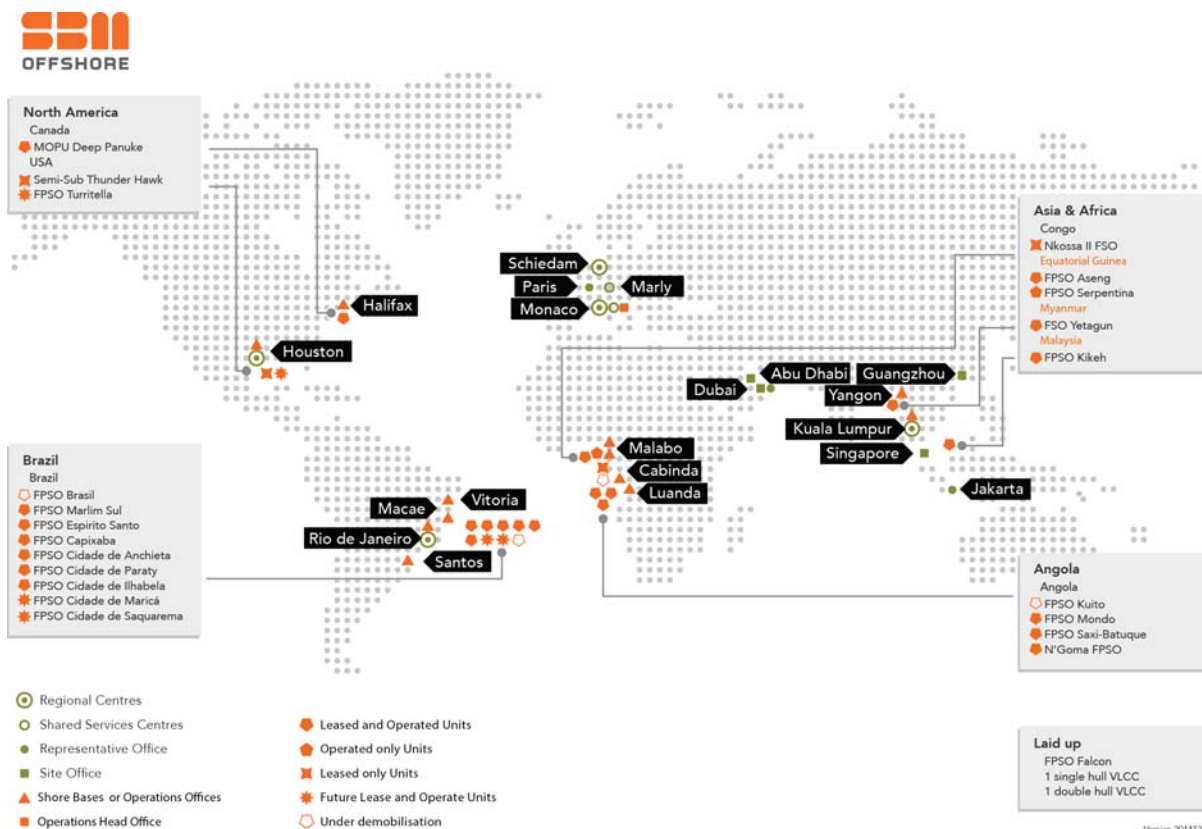 SBM
OFFSHORE
North America
Canada
MOPU Deep Panuke
USA
Semi-Sub Thunder Hawk
FPSO Turritella
Brazil
Brazil
FPSO Brasil
FPSO Marlim Sul
FPSO Espirito Santo
FPSO Capixaba
FPSO Cidade de Anchieta
FPSO Cidade de Paraty
FPSO Cidade de Ilhabela
FPSO Cidade de Maricá
FPSO Cidade de Saquarema
Halifax
Houston
Vitoria
Macae
Rio de Janeiro
Santos
Schiedam
Paris
Marly
Monaco
Malabo
Cabinda
Luanda
Abu Dhabi
Dubai
Guangzhou
Yangon
Kuala Lumpur
Singapore
Jakarta
Asia & Africa
Congo
Nkossa II FSO
Equatorial Guinea
FPSO Aseng
FPSO Serpentina
Myanmar
FSO Yetagun
Malaysia
FPSO Kikeh
Angola
Angola
FPSO Kuito
FPSO Mondo
FPSO Saxi-Batuque
N'Goma FPSO
Laid up
FPSO Falcon
1 single hull VLCC
1 double hull VLCC
Regional Centres
Shared Services Centres
Representative Office
Site Office
Shore Bases or Operations Offices
Operations Head Office
Leased and Operated Units
Operated only Units
Leased only Units
Future Lease and Operate Units
Under demobilisation